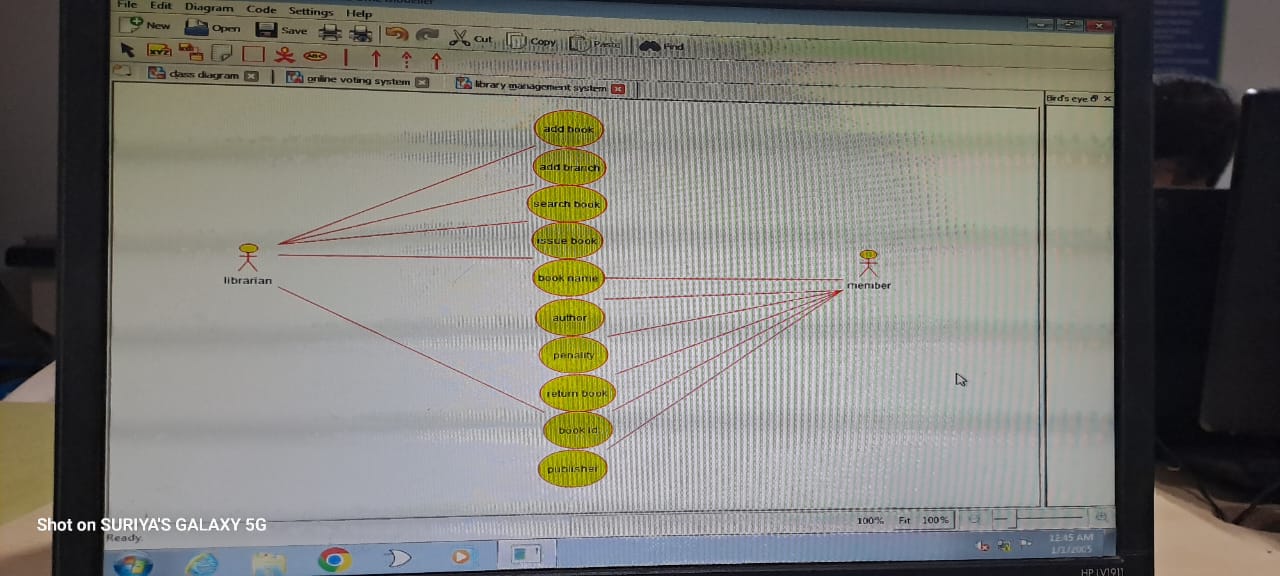 File Edit Diagram Code Settings Help
New Open Save Cut Copy Paste Find
class diagram online voting system library management system
Bird's eye
add book
add branch
search book
issue book
librarian
book name
member
author
penality
return book
book id
publisher
100% Fit 100%
Shot on SURIYA'S GALAXY 5G
Ready.
12:45 AM
1/1/2005
HP LV1911